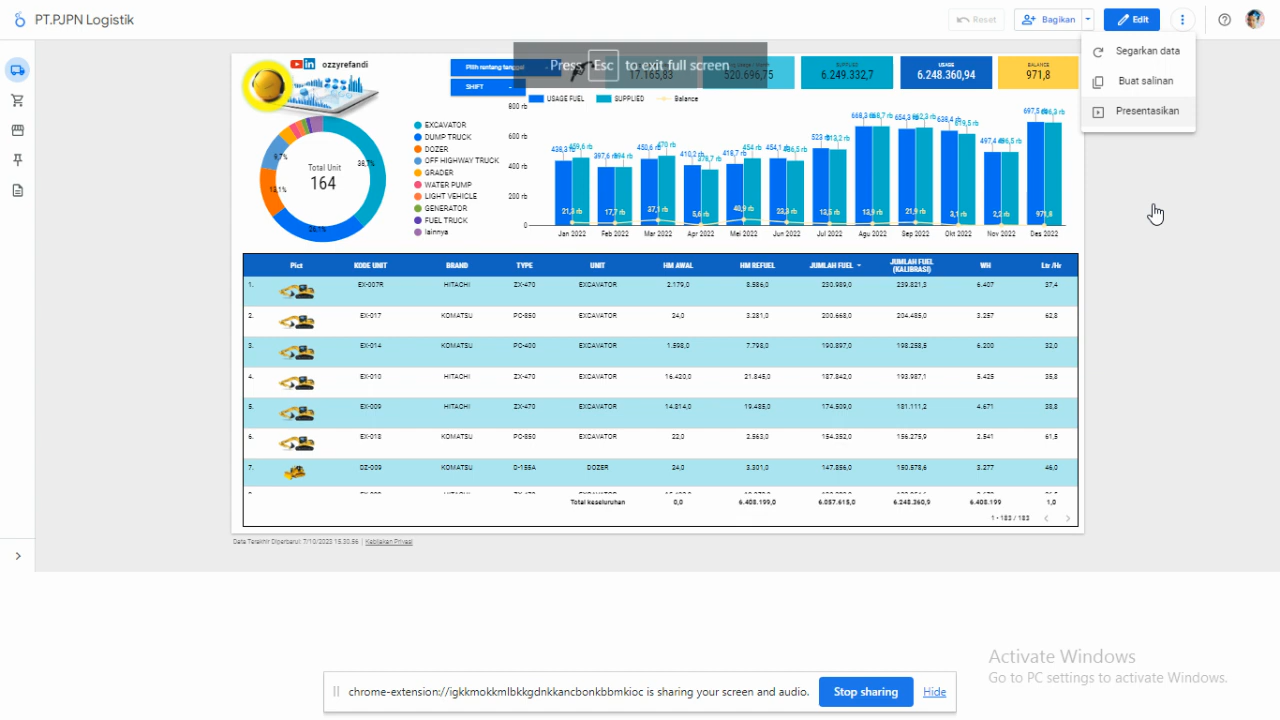 PT.PJPN Logistik
Reset
Bagikan
Edit
Segarkan data
Buat salinan
Presentasikan
ozzyrefandi
Pilih rentang tanggal
SHIFT
Press Esc to exit full screen
17.165,83
520.696,75
SUPPLIED
6.249.332,7
USAGE
6.248.360,94
BALANCE
971,8
USAGE FUEL
SUPPLIED
Balance
Total Unit
164
38,7%
13,1%
9,7%
EXCAVATOR
DUMP TRUCK
DOZER
OFF HIGHWAY TRUCK
GRADER
WATER PUMP
LIGHT VEHICLE
GENERATOR
FUEL TRUCK
lainnya
800 rb
600 rb
400 rb
200 rb
0
Jan 2022 Feb 2022 Mar 2022 Apr 2022 Mei 2022 Jun 2022 Jul 2022 Agu 2022 Sep 2022 Okt 2022 Nov 2022 Des 2022
Pict KODE UNIT BRAND TYPE UNIT HM AWAL HM REFUEL JUMLAH FUEL JUMLAH FUEL (KALIBRASI) WH Ltr /Hr
1. EX-007R HITACHI ZX-470 EXCAVATOR 2.179,0 8.586,0 230.989,0 239.821,3 6.407 37,4
2. EX-017 KOMATSU PC-850 EXCAVATOR 24,0 3.281,0 200.668,0 204.485,0 3.257 62,8
3. EX-014 KOMATSU PC-400 EXCAVATOR 1.598,0 7.798,0 190.897,0 198.258,5 6.200 32,0
4. EX-010 HITACHI ZX-470 EXCAVATOR 16.420,0 21.845,0 187.842,0 193.987,1 5.425 35,8
5. EX-009 HITACHI ZX-470 EXCAVATOR 14.814,0 19.485,0 174.509,0 181.111,2 4.671 38,8
6. EX-018 KOMATSU PC-850 EXCAVATOR 22,0 2.563,0 154.352,0 156.275,9 2.541 61,5
7. DZ-009 KOMATSU D-155A DOZER 24,0 3.301,0 147.856,0 150.578,6 3.277 46,0
Total keseluruhan 0,0 6.408.199,0 6.057.615,0 6.248.360,9 6.408.199 1,0
1 - 183 / 183
Data Terakhir Diperbarui: 7/10/2023 15.30.56 | Kebijakan Privasi
Activate Windows
Go to PC settings to activate Windows.
chrome-extension://igkkmokkmlbkkgdnkkancbonkbbmkioc is sharing your screen and audio.
Stop sharing
Hide